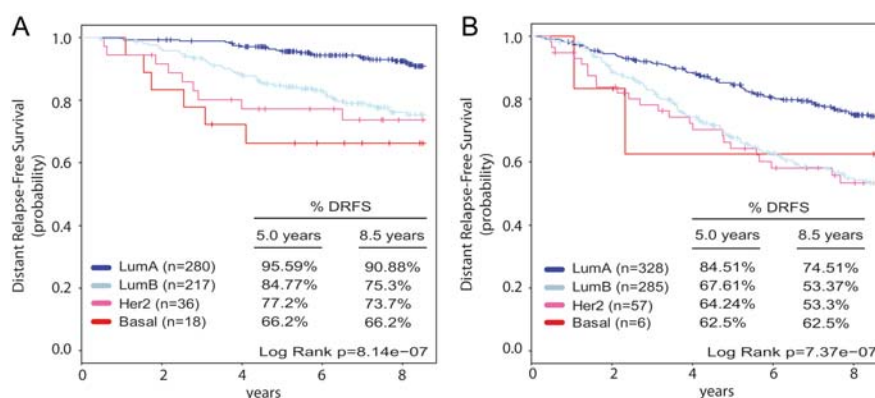 A
Distant Relapse-Free Survival
(probability)
1.0
0.8
0.6
0.4
0.2
0.0
% DRFS
5.0 years 8.5 years
LumA (n=280) 95.59% 90.88%
LumB (n=217) 84.77% 75.3%
Her2 (n=36) 77.2% 73.7%
Basal (n=18) 66.2% 66.2%
Log Rank p=8.14e-07
0 2 4 6 8
years
B
Distant Relapse-Free Survival
(probability)
1.0
0.8
0.6
0.4
0.2
0.0
% DRFS
5.0 years 8.5 years
LumA (n=328) 84.51% 74.51%
LumB (n=285) 67.61% 53.37%
Her2 (n=57) 64.24% 53.3%
Basal (n=6) 62.5% 62.5%
Log Rank p=7.37e-07
0 2 4 6 8
years